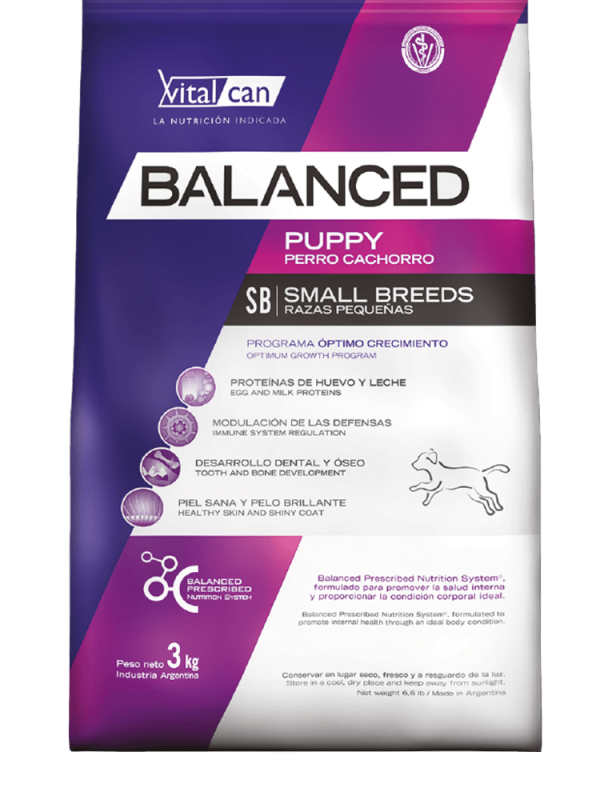 Vital can
LA NUTRICIÓN INDICADA
BALANCED
PUPPY
PERRO CACHORRO
SB SMALL BREEDS
RAZAS PEQUEÑAS
PROGRAMA ÓPTIMO CRECIMIENTO
OPTIMUM GROWTH PROGRAM
PROTEÍNAS DE HUEVO Y LECHE
EGG AND MILK PROTEINS
MODULACIÓN DE LAS DEFENSAS
IMMUNE SYSTEM REGULATION
DESARROLLO DENTAL Y ÓSEO
TOOTH AND BONE DEVELOPMENT
PIEL SANA Y PELO BRILLANTE
HEALTHY SKIN AND SHINY COAT
BALANCED
PRESCRIBED
NUTRITION SYSTEM
Balanced Prescribed Nutrition System®,
formulado para promover la salud interna
y proporcionar la condición corporal ideal.
Balanced Prescribed Nutrition System®, formulated to
promote internal health through an ideal body condition.
Peso neto 3 kg
Industria Argentina
Conservar en lugar seco, fresco y a resguardo de la luz.
Store in a cool, dry place and keep away from sunlight.
Net weight 6,6 lb / Made in Argentina